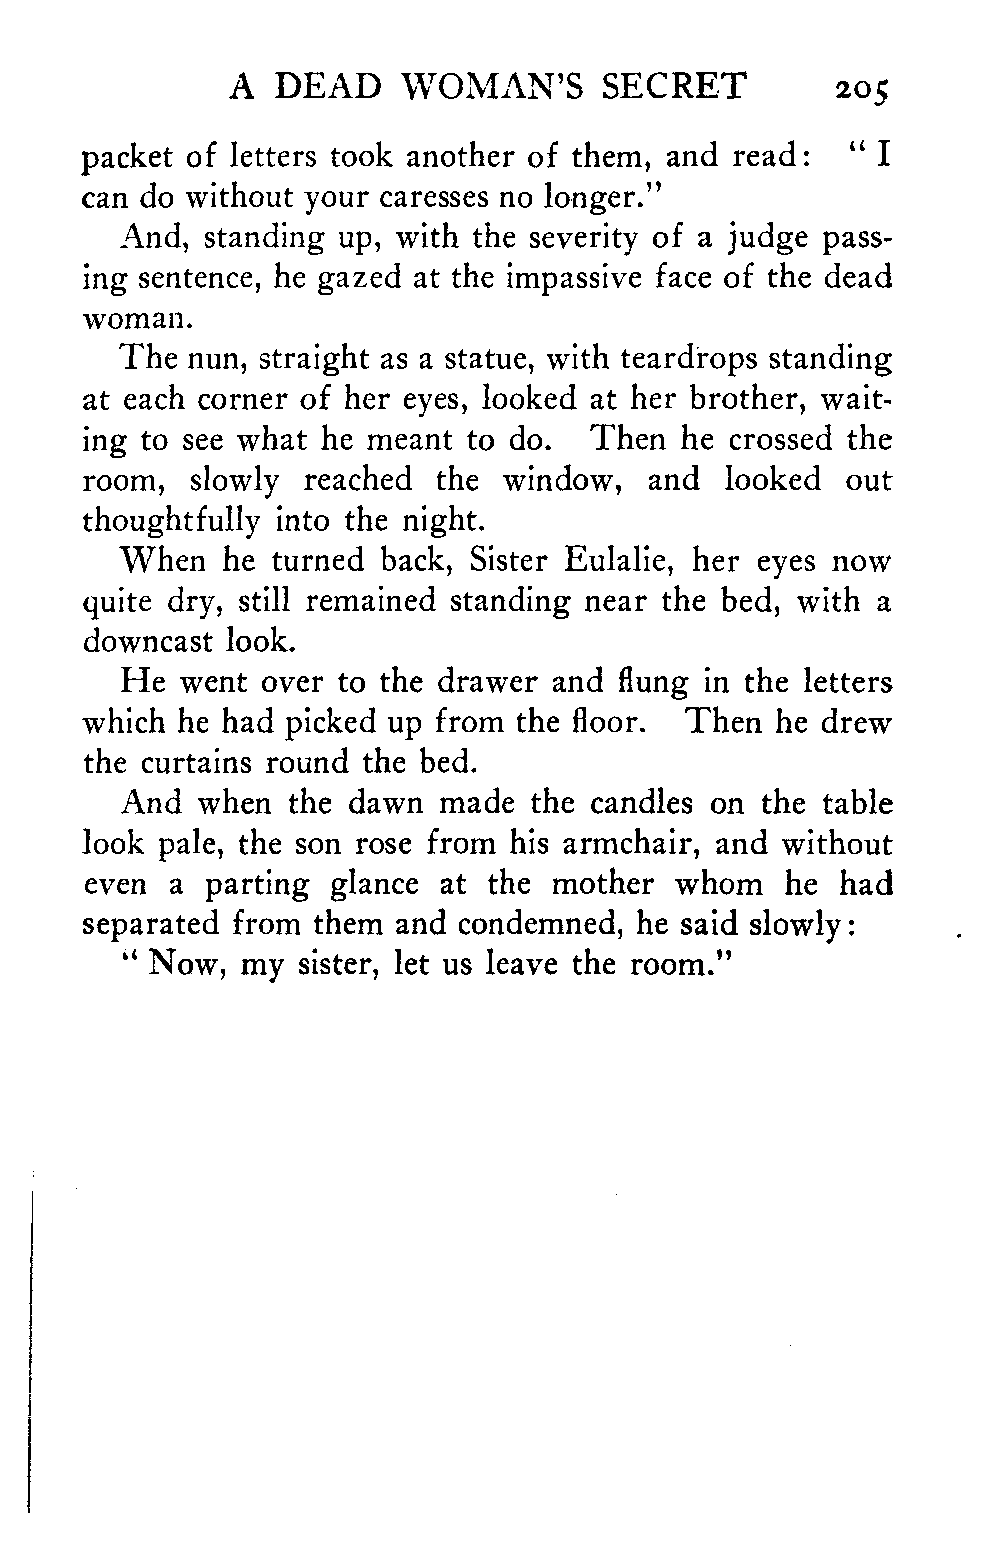 A DEAD WOMAN'S SECRET 205
packet of letters took another of them, and read: " I
can do without your caresses no longer."
And, standing up, with the severity of a judge pass-
ing sentence, he gazed at the impassive face of the dead
woman.
The nun, straight as a statue, with teardrops standing
at each corner of her eyes, looked at her brother, wait-
ing to see what he meant to do. Then he crossed the
room, slowly reached the window, and looked out
thoughtfully into the night.
When he turned back, Sister Eulalie, her eyes now
quite dry, still remained standing near the bed, with a
downcast look.
He went over to the drawer and flung in the letters
which he had picked up from the floor. Then he drew
the curtains round the bed.
And when the dawn made the candles on the table
look pale, the son rose from his armchair, and without
even a parting glance at the mother whom he had
separated from them and condemned, he said slowly:
" Now, my sister, let us leave the room."